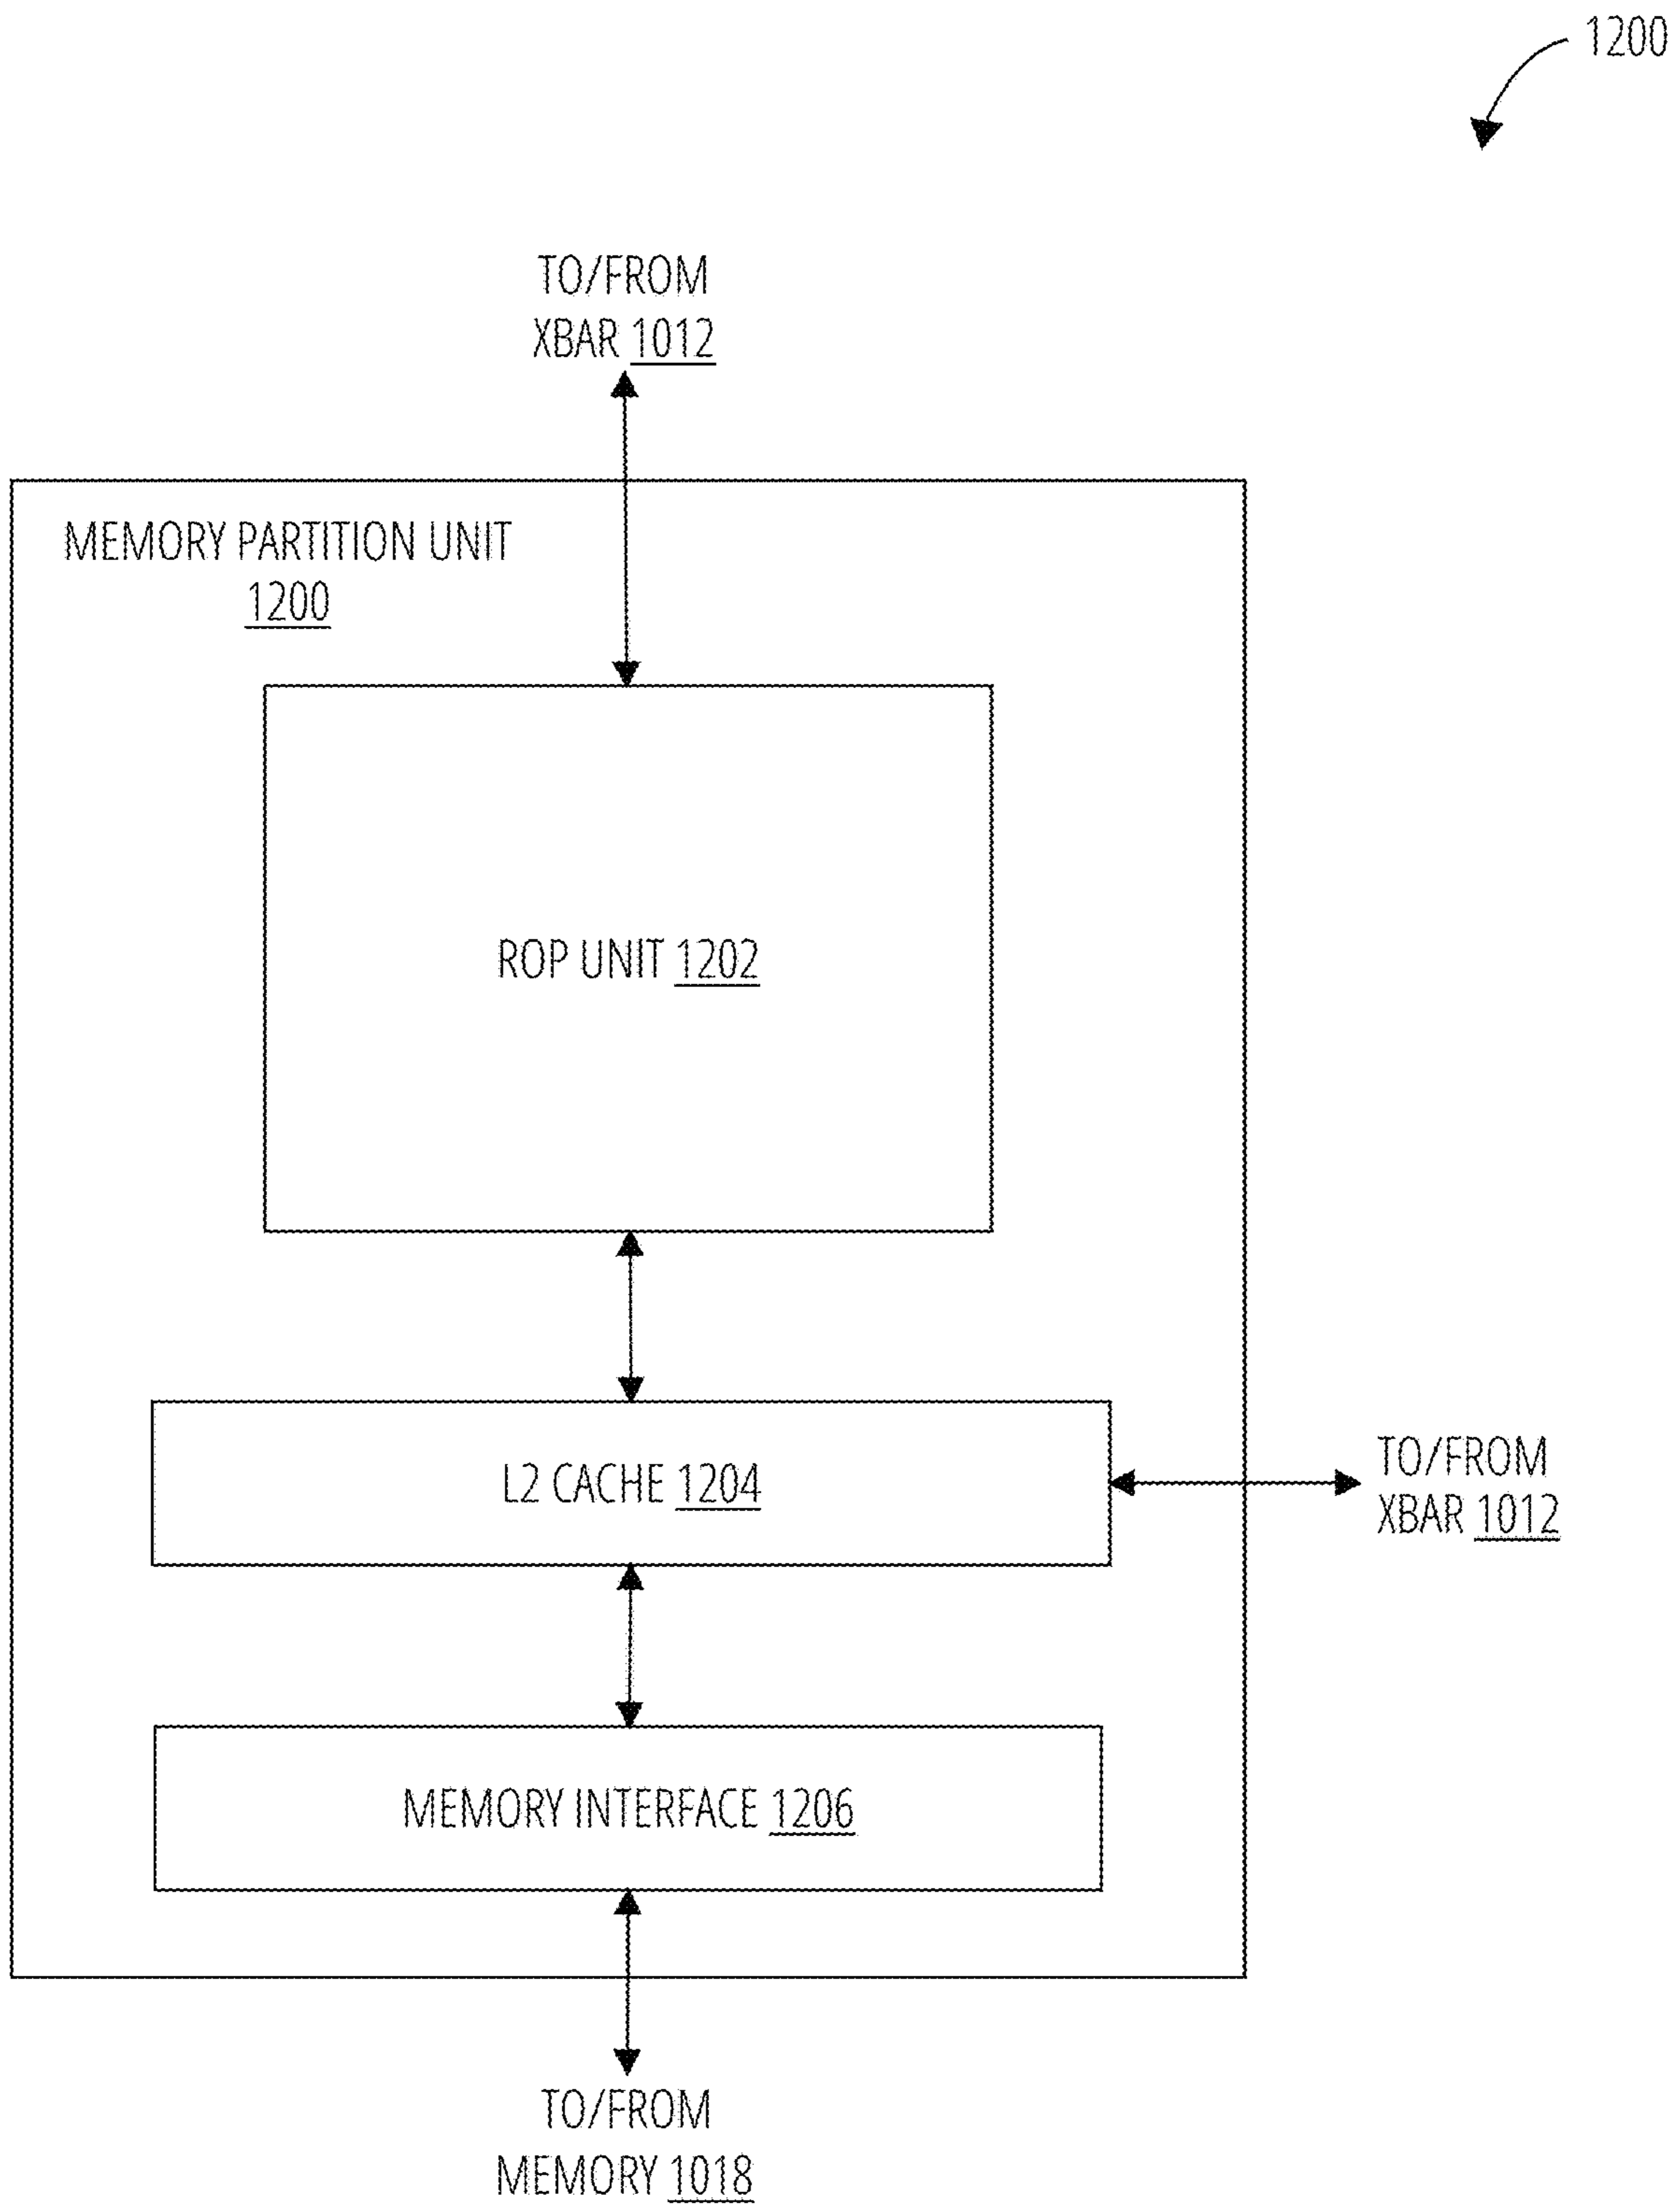 1200
TO/FROM
XBAR 1012
MEMORY PARTITION UNIT
1200
ROP UNIT 1202
L2 CACHE 1204
TO/FROM
XBAR 1012
MEMORY INTERFACE 1206
TO/FROM
MEMORY 1018